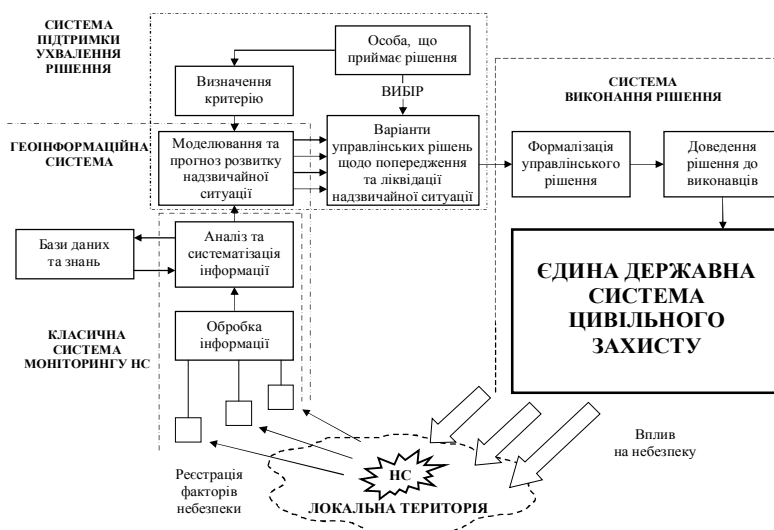 СИСТЕМА
ПІДТРИМКИ
УХВАЛЕННЯ
РІШЕННЯ
Особа, що
приймає рішення
Визначення
критерію
ВИБІР
СИСТЕМА
ВИКОНАННЯ РІШЕННЯ
ГЕОІНФОРМАЦІЙНА
СИСТЕМА
Моделювання та
прогноз розвитку
надзвичайної
ситуації
Варіанти
управлінських рішень
щодо попередження
та ліквідації
надзвичайної ситуації
Формалізація
управлінського
рішення
Доведення
рішення до
виконавців
Бази даних
та знань
Аналіз та
систематізація
інформації
ЄДИНА ДЕРЖАВНА
СИСТЕМА
ЦИВІЛЬНОГО
ЗАХИСТУ
КЛАСИЧНА
СИСТЕМА
МОНІТОРИНГУ НС
Обробка
інформації
Вплив
на небезпеку
Реєстрація
факторів
небезпеки
НС
ЛОКАЛЬНА ТЕРИТОРІЯ